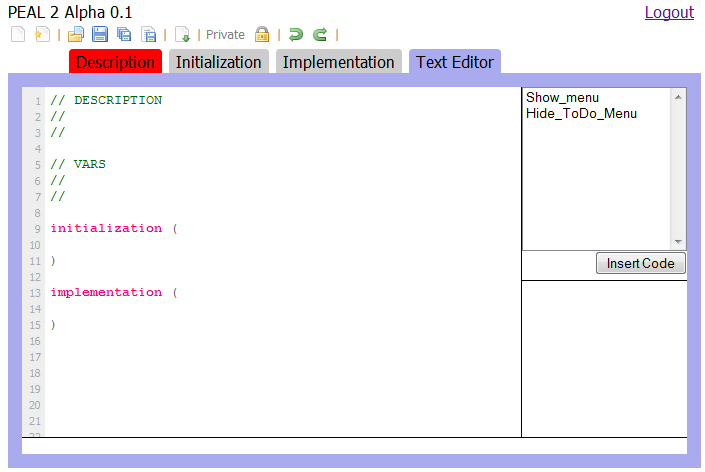 PEAL 2 Alpha 0.1
Logout
Private
Description Initialization Implementation Text Editor
1 // DESCRIPTION
2 //
3 //
4
5 // VARS
6 //
7 //
8
9 initialization (
10
11 )
12
13 implementation (
14
15 )
16
17
18
19
20
21
22
Show_menu
Hide_ToDo_Menu
Insert Code